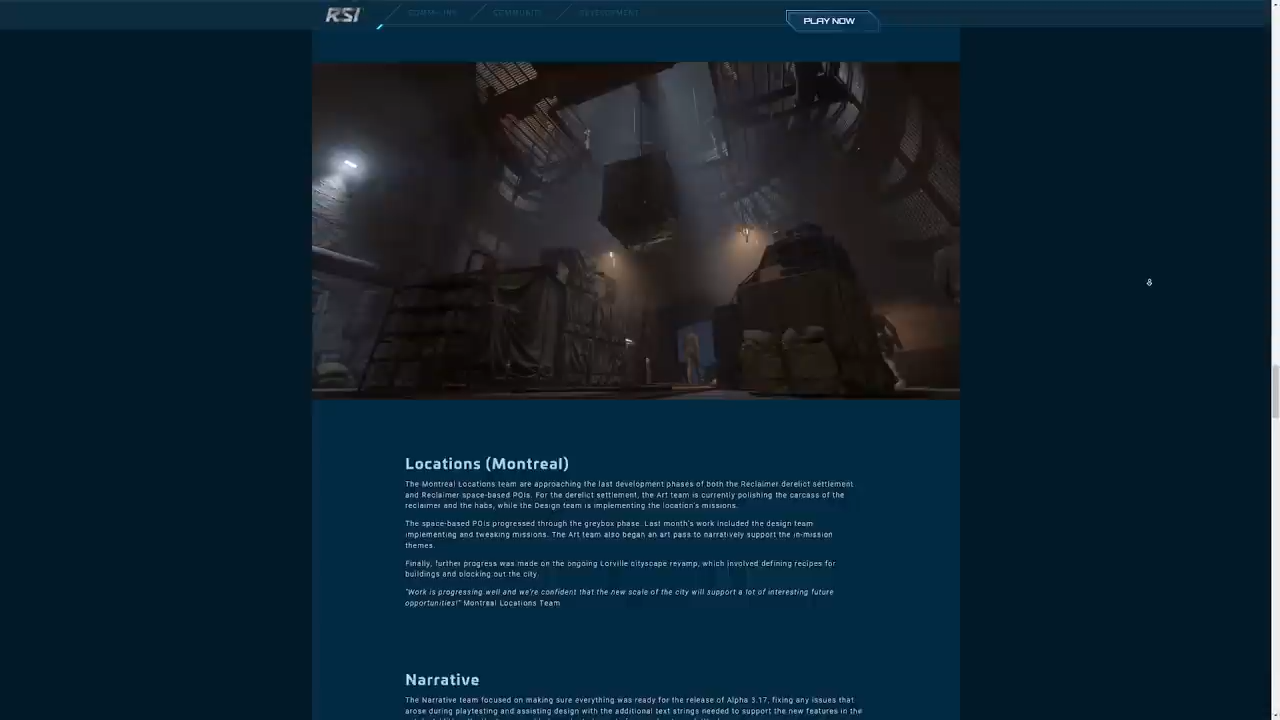 RSI
COMMUNITY
DEVELOPMENT
PLAY NOW
Locations (Montreal)
The Montreal Locations team are approaching the last development phases of both the Reclaimer derelict settlement
and Reclaimer space-based POIs. For the derelict settlement, the Art team is currently polishing the carcass of the
reclaimer and the habs, while the Design team is implementing the location's missions.
The space-based POIs progressed through the greybox phase. Last month's work included the design team
implementing and tweaking missions. The Art team also began an art pass to narratively support the in-mission
themes.
Finally, further progress was made on the ongoing Lorville cityscape revamp, which involved defining recipes for
buildings and blocking out the city.
"Work is progressing well and we're confident that the new scale of the city will support a lot of interesting future
opportunities!" Montreal Locations Team
Narrative
The Narrative team focused on making sure everything was ready for the release of Alpha 3.17, fixing any issues that
arose during playtesting and assisting design with the additional text strings needed to support the new features in the